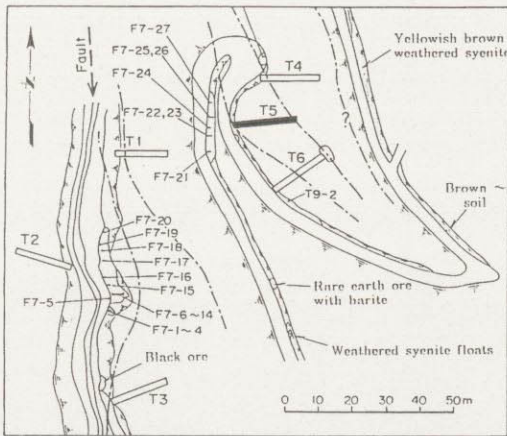 N
Fault
F7-27
F7-25,26
F7-24
F7-22,23
F7-21
T1
T4
T5
T6
T9-2
Yellowish brown
weathered syenite
?
Brown ~
soil
F7-20
F7-19
F7-18
F7-17
F7-16
F7-15
F7-6~14
F7-1~4
F7-5
T2
Black ore
T3
Rare earth ore
with barite
Weathered syenite floats
0 10 20 30 40 50m